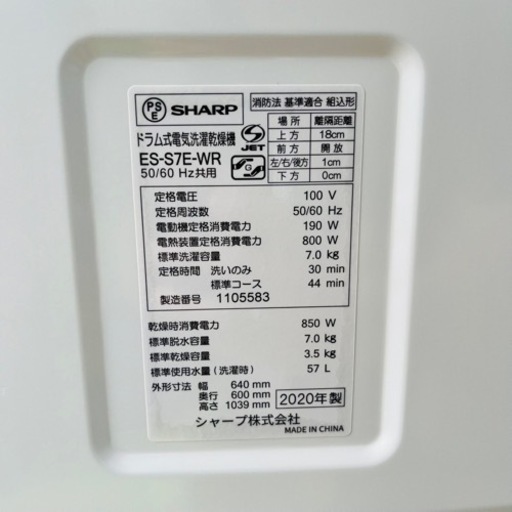 PS E SHARP
ドラム式電気洗濯乾燥機
ES-S7E-WR
50/60 Hz共用
S JET
G
消防法 基準適合 組込形
場所 離隔距離
上方 18cm
前方 開放
左/右/後方 1cm
下方 0cm
定格電圧 100 V
定格周波数 50/60 Hz
電動機定格消費電力 190 W
電熱装置定格消費電力 800 W
標準洗濯容量 7.0 kg
定格時間 洗いのみ 30 min
標準コース 44 min
製造番号 1105583
乾燥時消費電力 850 W
標準脱水容量 7.0 kg
標準乾燥容量 3.5 kg
標準使用水量(洗濯時) 57 L
外形寸法 幅 640 mm
奥行 600 mm
高さ 1039 mm
2020年製
シャープ株式会社
MADE IN CHINA